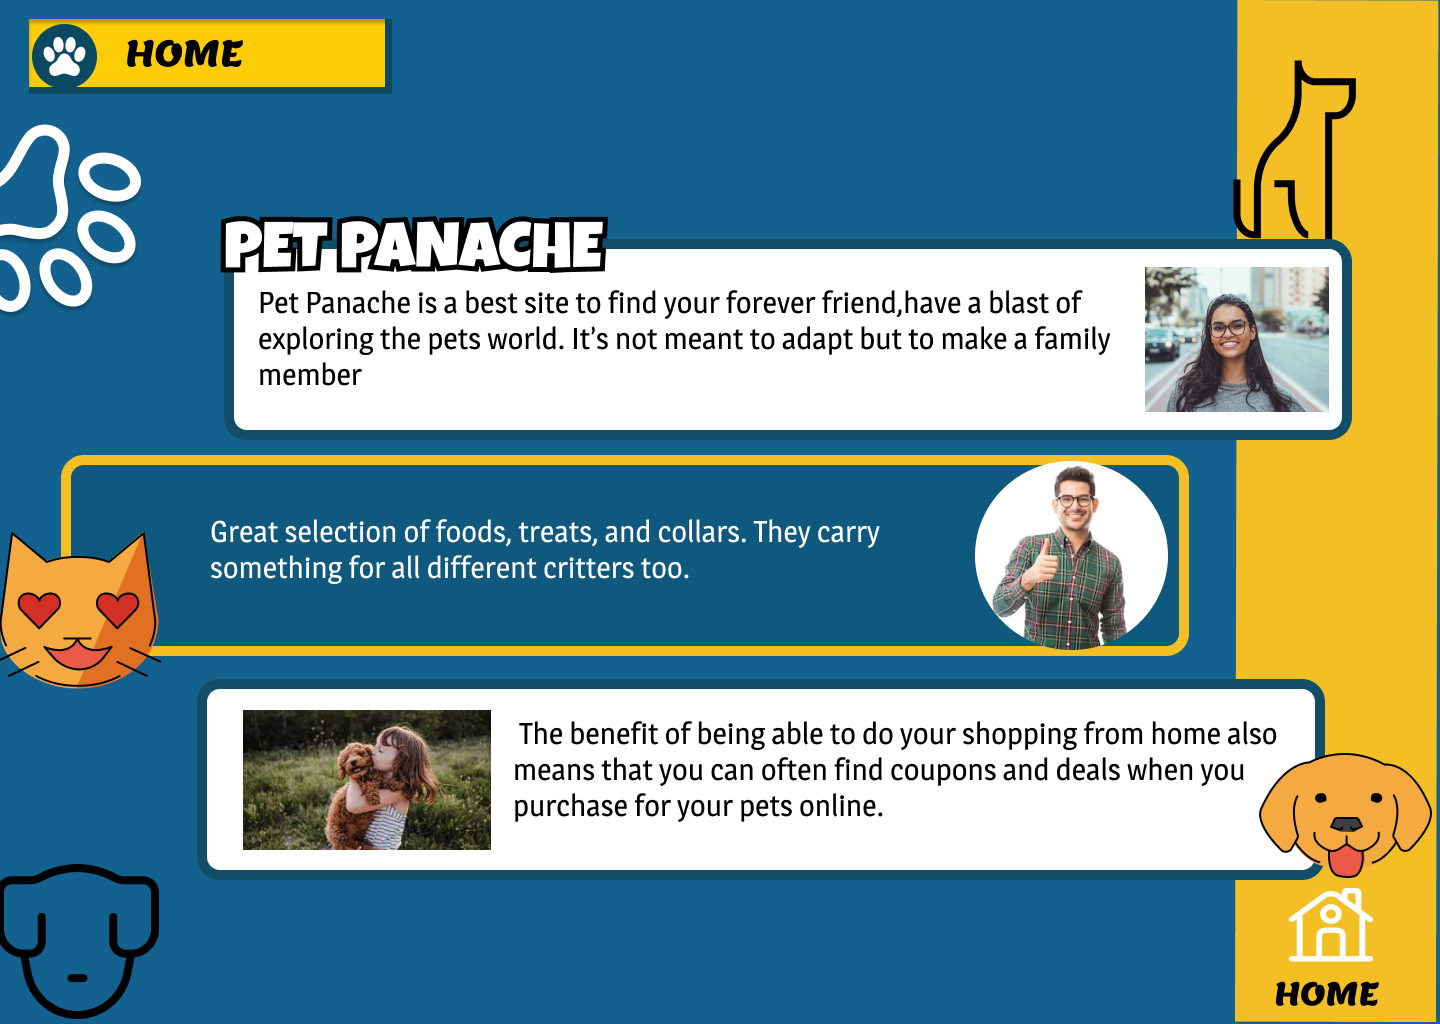 HOME
PET PANACHE
Pet Panache is a best site to find your forever friend,have a blast of
exploring the pets world. It’s not meant to adapt but to make a family
member
Great selection of foods, treats, and collars. They carry
something for all different critters too.
The benefit of being able to do your shopping from home also
means that you can often find coupons and deals when you
purchase for your pets online.
HOME